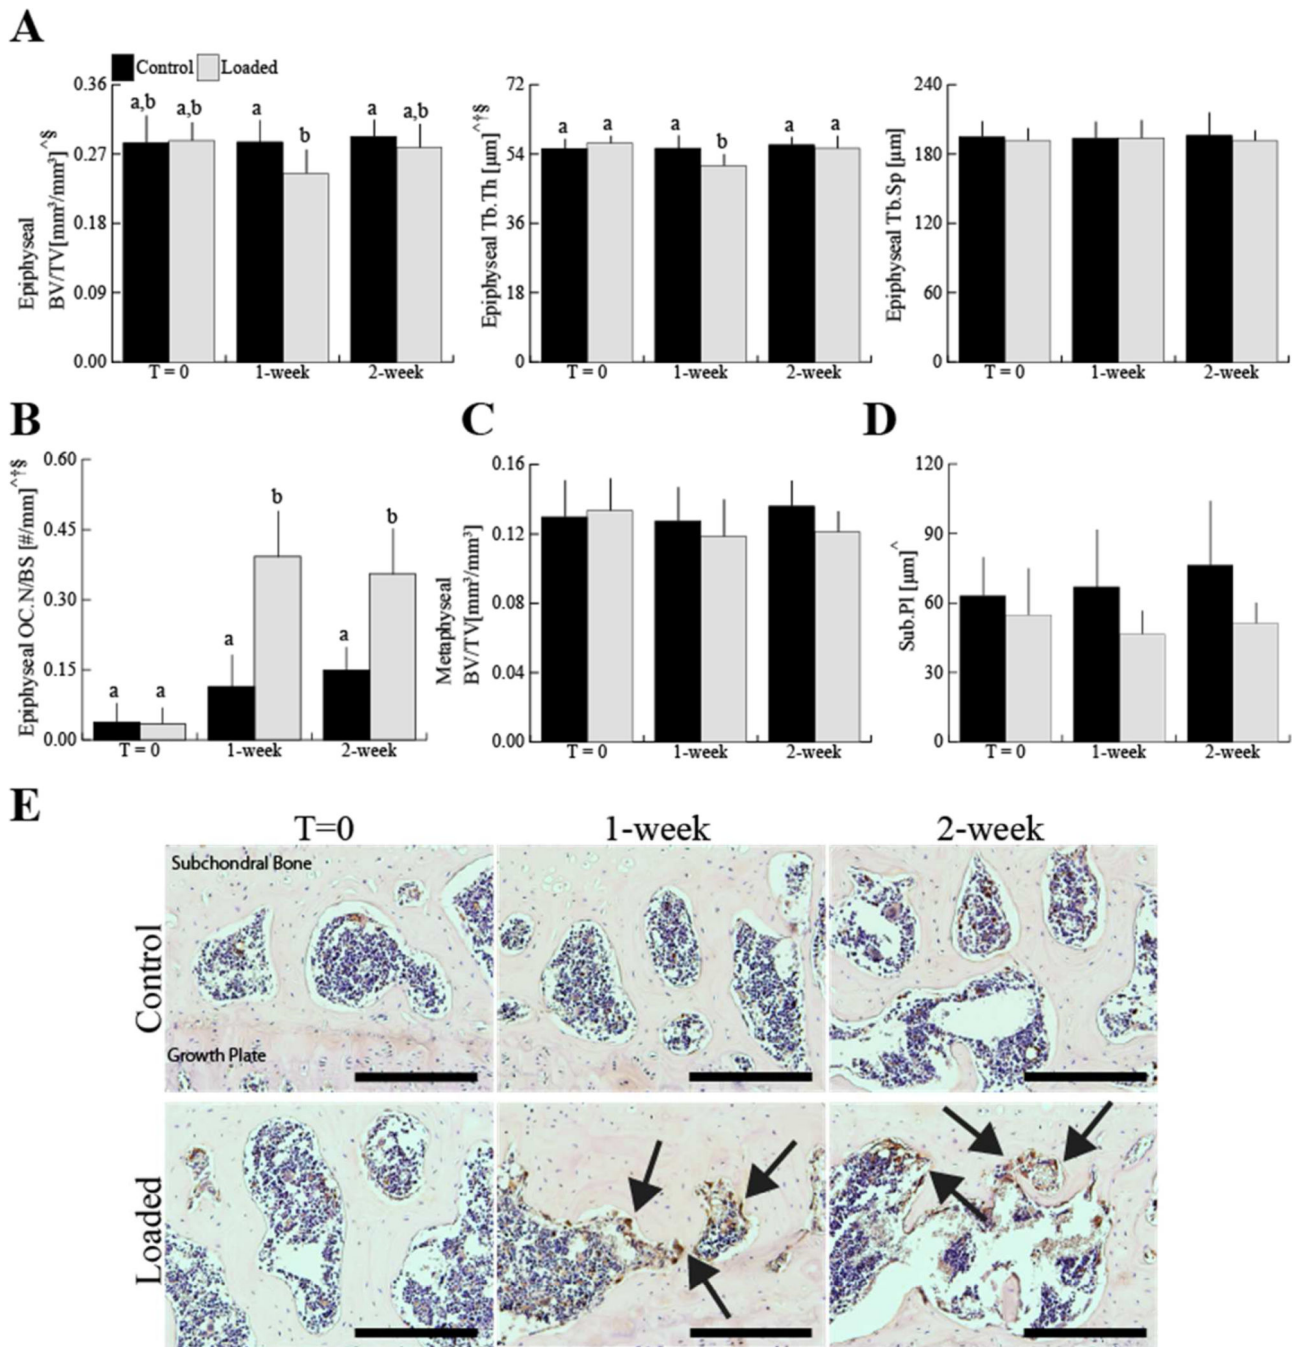 A
Control Loaded
0.36
0.27
0.18
0.09
0.00
Epiphyseal
BV/TV[mm³/mm³]^§
a,b a,b a b a a,b
T = 0 1-week 2-week
72
54
36
18
0
Epiphyseal Tb.Th [µm]^†§
a a a b a a
T = 0 1-week 2-week
240
180
120
60
0
Epiphyseal Tb.Sp [µm]
T = 0 1-week 2-week
B
0.60
0.45
0.30
0.15
0.00
Epiphyseal OC.N/BS [#/mm]^†§
a a a b a b
T = 0 1-week 2-week
C
0.16
0.12
0.08
0.04
0.00
Metaphyseal
BV/TV[mm³/mm³]
T = 0 1-week 2-week
D
120
90
60
30
0
Sub.Pl [µm]^
T = 0 1-week 2-week
E
T=0 1-week 2-week
Control
Subchondral Bone
Growth Plate
Loaded